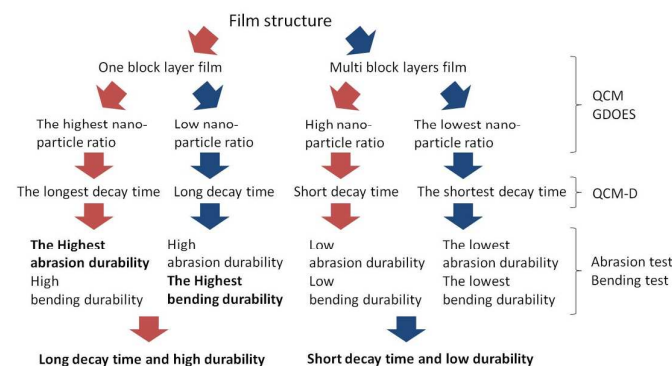 Film structure
One block layer film
Multi block layers film
QCM
GDOES
The highest nano-
particle ratio
Low nano-
particle ratio
High nano-
particle ratio
The lowest nano-
particle ratio
The longest decay time
Long decay time
Short decay time
The shortest decay time
QCM-D
The Highest
abrasion durability
High
bending durability
High
abrasion durability
The Highest
bending durability
Low
abrasion durability
Low
bending durability
The lowest
abrasion durability
The lowest
bending durability
Abrasion test
Bending test
Long decay time and high durability
Short decay time and low durability